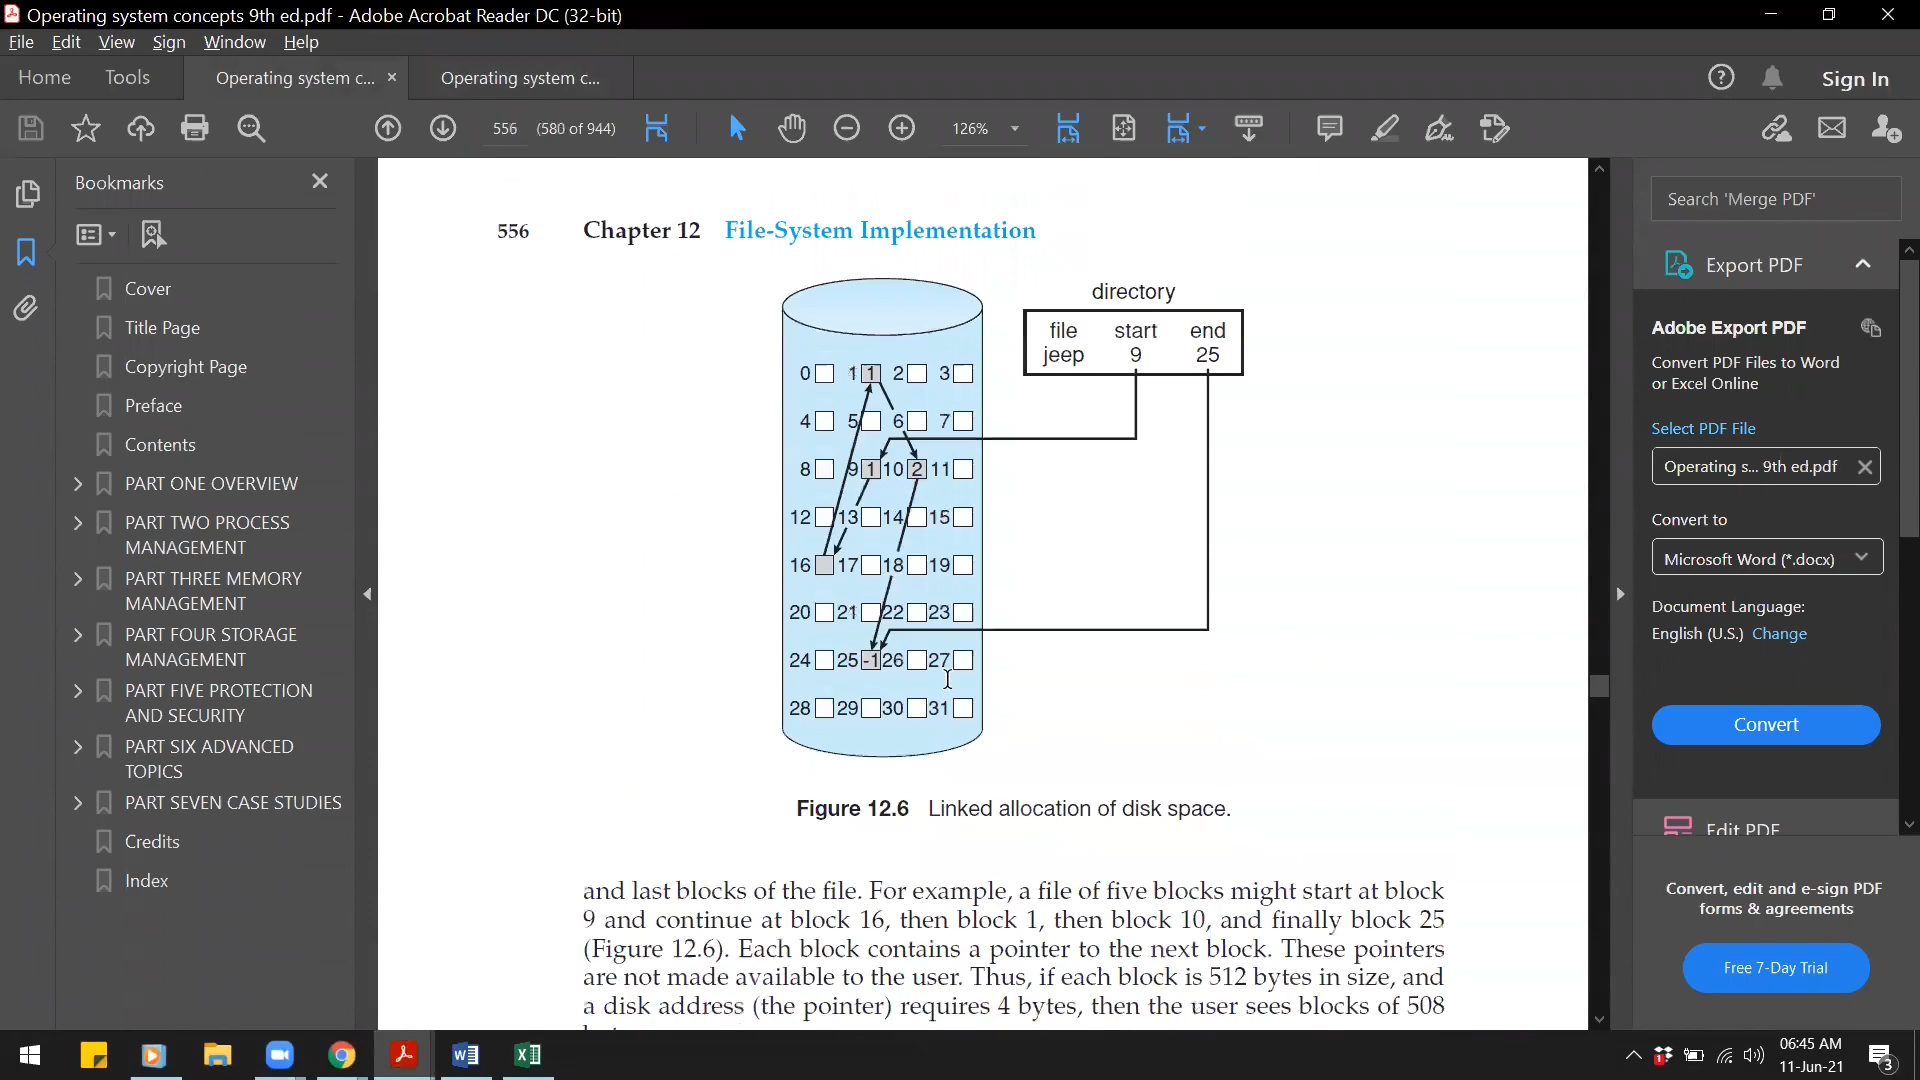 Operating system concepts 9th ed.pdf - Adobe Acrobat Reader DC (32-bit)
File Edit View Sign Window Help
Home Tools Operating system c... × Operating system c... Sign In
556 (580 of 944) 126%
Bookmarks
Cover
Title Page
Copyright Page
Preface
Contents
PART ONE OVERVIEW
PART TWO PROCESS
MANAGEMENT
PART THREE MEMORY
MANAGEMENT
PART FOUR STORAGE
MANAGEMENT
PART FIVE PROTECTION
AND SECURITY
PART SIX ADVANCED
TOPICS
PART SEVEN CASE STUDIES
Credits
Index
556 Chapter 12 File-System Implementation
directory
file start end
jeep 9 25
0 1 1 2 3
4 5 6 7
8 9 1 10 2 11
12 13 14 15
16 17 18 19
20 21 22 23
24 25 -1 26 27
28 29 30 31
Figure 12.6 Linked allocation of disk space.
and last blocks of the file. For example, a file of five blocks might start at block
9 and continue at block 16, then block 1, then block 10, and finally block 25
(Figure 12.6). Each block contains a pointer to the next block. These pointers
are not made available to the user. Thus, if each block is 512 bytes in size, and
a disk address (the pointer) requires 4 bytes, then the user sees blocks of 508
Search 'Merge PDF'
Export PDF
Adobe Export PDF
Convert PDF Files to Word
or Excel Online
Select PDF File
Operating s... 9th ed.pdf
Convert to
Microsoft Word (*.docx)
Document Language:
English (U.S.) Change
Convert
Edit PDF
Convert, edit and e-sign PDF
forms & agreements
Free 7-Day Trial
06:45 AM
11-Jun-21
3